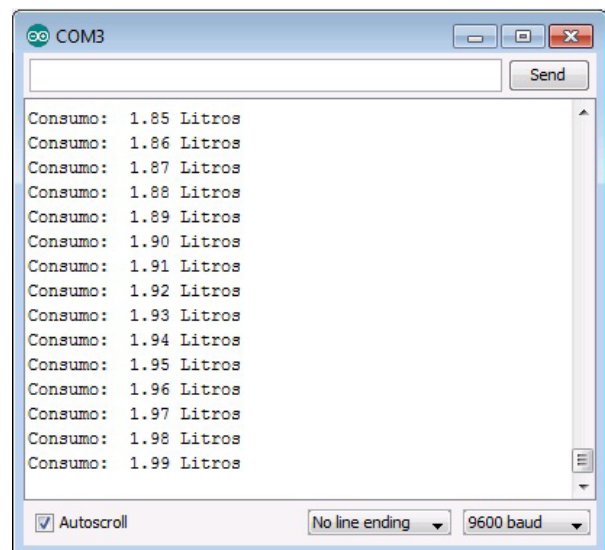 COM3
Send
Consumo:  1.85 Litros
Consumo:  1.86 Litros
Consumo:  1.87 Litros
Consumo:  1.88 Litros
Consumo:  1.89 Litros
Consumo:  1.90 Litros
Consumo:  1.91 Litros
Consumo:  1.92 Litros
Consumo:  1.93 Litros
Consumo:  1.94 Litros
Consumo:  1.95 Litros
Consumo:  1.96 Litros
Consumo:  1.97 Litros
Consumo:  1.98 Litros
Consumo:  1.99 Litros
Autoscroll No line ending 9600 baud